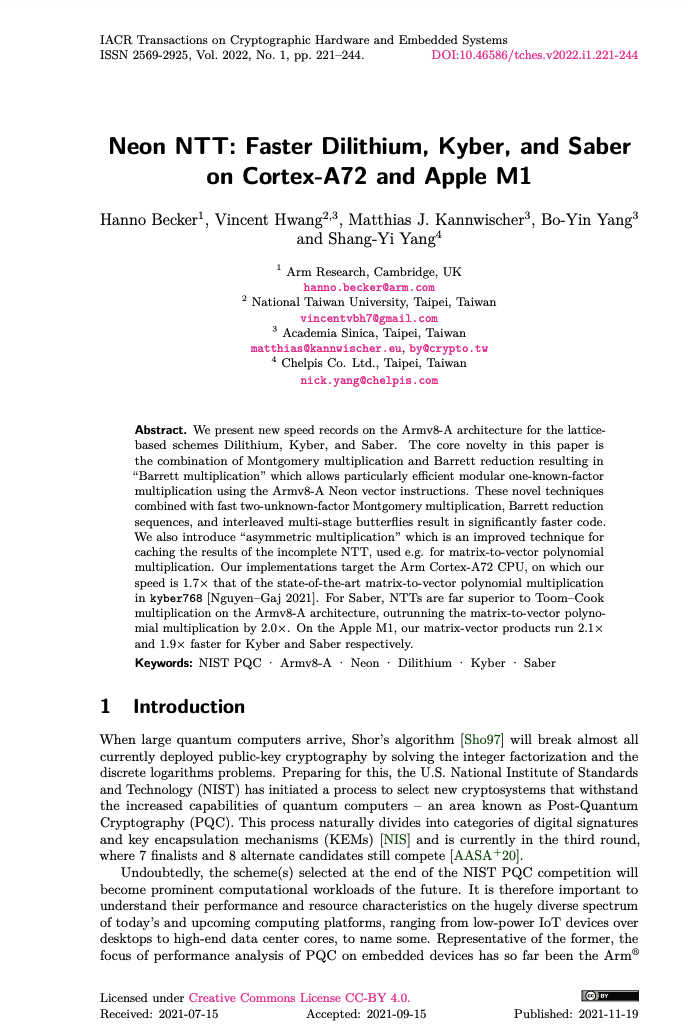 IACR Transactions on Cryptographic Hardware and Embedded Systems
ISSN 2569-2925, Vol. 2022, No. 1, pp. 221–244. DOI:10.46586/tches.v2022.i1.221-244
Neon NTT: Faster Dilithium, Kyber, and Saber
on Cortex-A72 and Apple M1
Hanno Becker¹, Vincent Hwang²,³, Matthias J. Kannwischer³, Bo-Yin Yang³
and Shang-Yi Yang⁴
¹ Arm Research, Cambridge, UK
hanno.becker@arm.com
² National Taiwan University, Taipei, Taiwan
vincentvbh7@gmail.com
³ Academia Sinica, Taipei, Taiwan
matthias@kannwischer.eu, by@crypto.tw
⁴ Chelpis Co. Ltd., Taipei, Taiwan
nick.yang@chelpis.com
Abstract. We present new speed records on the Armv8-A architecture for the lattice-
based schemes Dilithium, Kyber, and Saber. The core novelty in this paper is
the combination of Montgomery multiplication and Barrett reduction resulting in
“Barrett multiplication” which allows particularly efficient modular one-known-factor
multiplication using the Armv8-A Neon vector instructions. These novel techniques
combined with fast two-unknown-factor Montgomery multiplication, Barrett reduction
sequences, and interleaved multi-stage butterflies result in significantly faster code.
We also introduce “asymmetric multiplication” which is an improved technique for
caching the results of the incomplete NTT, used e.g. for matrix-to-vector polynomial
multiplication. Our implementations target the Arm Cortex-A72 CPU, on which our
speed is 1.7× that of the state-of-the-art matrix-to-vector polynomial multiplication
in kyber768 [Nguyen–Gaj 2021]. For Saber, NTTs are far superior to Toom–Cook
multiplication on the Armv8-A architecture, outrunning the matrix-to-vector polyno-
mial multiplication by 2.0×. On the Apple M1, our matrix-vector products run 2.1×
and 1.9× faster for Kyber and Saber respectively.
Keywords: NIST PQC · Armv8-A · Neon · Dilithium · Kyber · Saber
1 Introduction
When large quantum computers arrive, Shor’s algorithm [Sho97] will break almost all
currently deployed public-key cryptography by solving the integer factorization and the
discrete logarithms problems. Preparing for this, the U.S. National Institute of Standards
and Technology (NIST) has initiated a process to select new cryptosystems that withstand
the increased capabilities of quantum computers – an area known as Post-Quantum
Cryptography (PQC). This process naturally divides into categories of digital signatures
and key encapsulation mechanisms (KEMs) [NIS] and is currently in the third round,
where 7 finalists and 8 alternate candidates still compete [AASA⁺20].
Undoubtedly, the scheme(s) selected at the end of the NIST PQC competition will
become prominent computational workloads of the future. It is therefore important to
understand their performance and resource characteristics on the hugely diverse spectrum
of today’s and upcoming computing platforms, ranging from low-power IoT devices over
desktops to high-end data center cores, to name some. Representative of the former, the
focus of performance analysis of PQC on embedded devices has so far been the Arm®
Licensed under Creative Commons License CC-BY 4.0. cc BY
Received: 2021-07-15 Accepted: 2021-09-15 Published: 2021-11-19